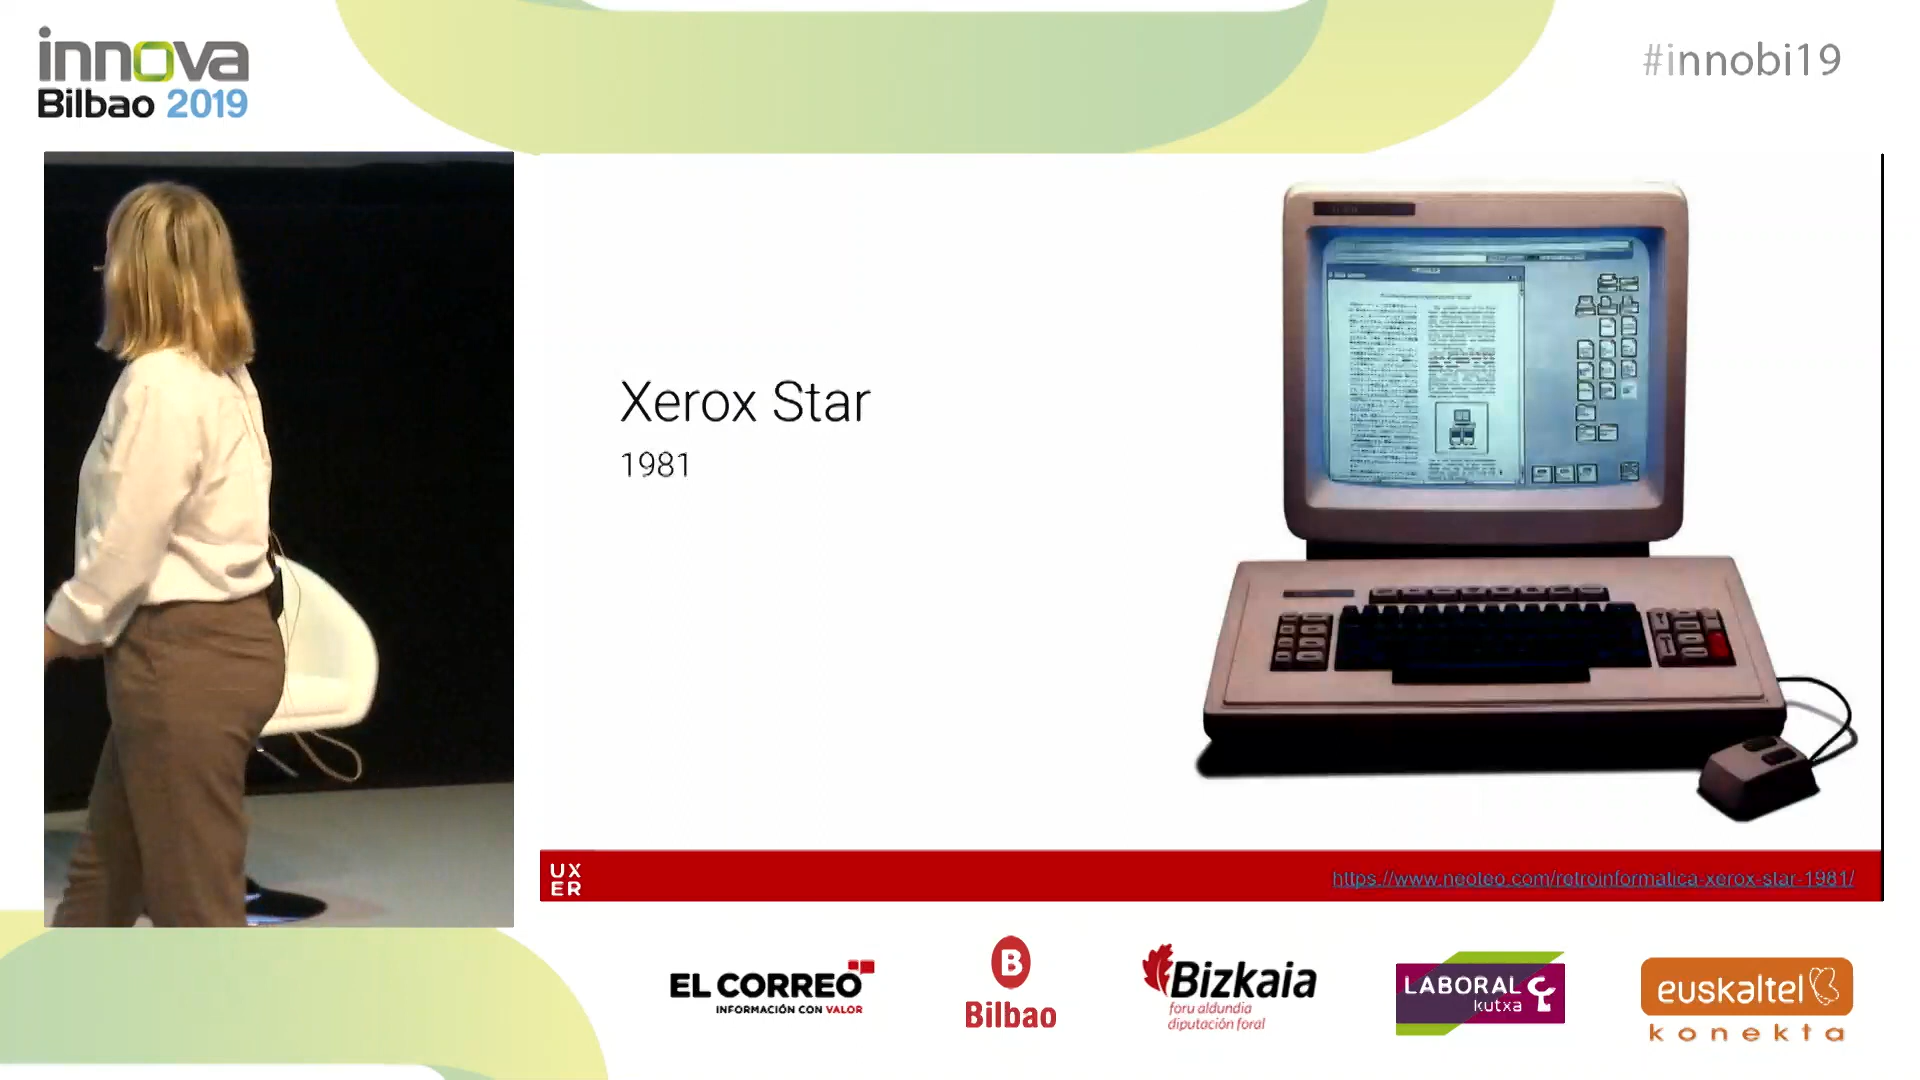 innova
Bilbao 2019
#innobi19
Xerox Star
1981
UX
ER
https://www.neoteo.com/retroinformatica-xerox-star-1981/
EL CORREO
INFORMACIÓN CON VALOR
B
Bilbao
Bizkaia
foru aldundia
diputación foral
LABORAL
kutxa
euskaltel
konekta